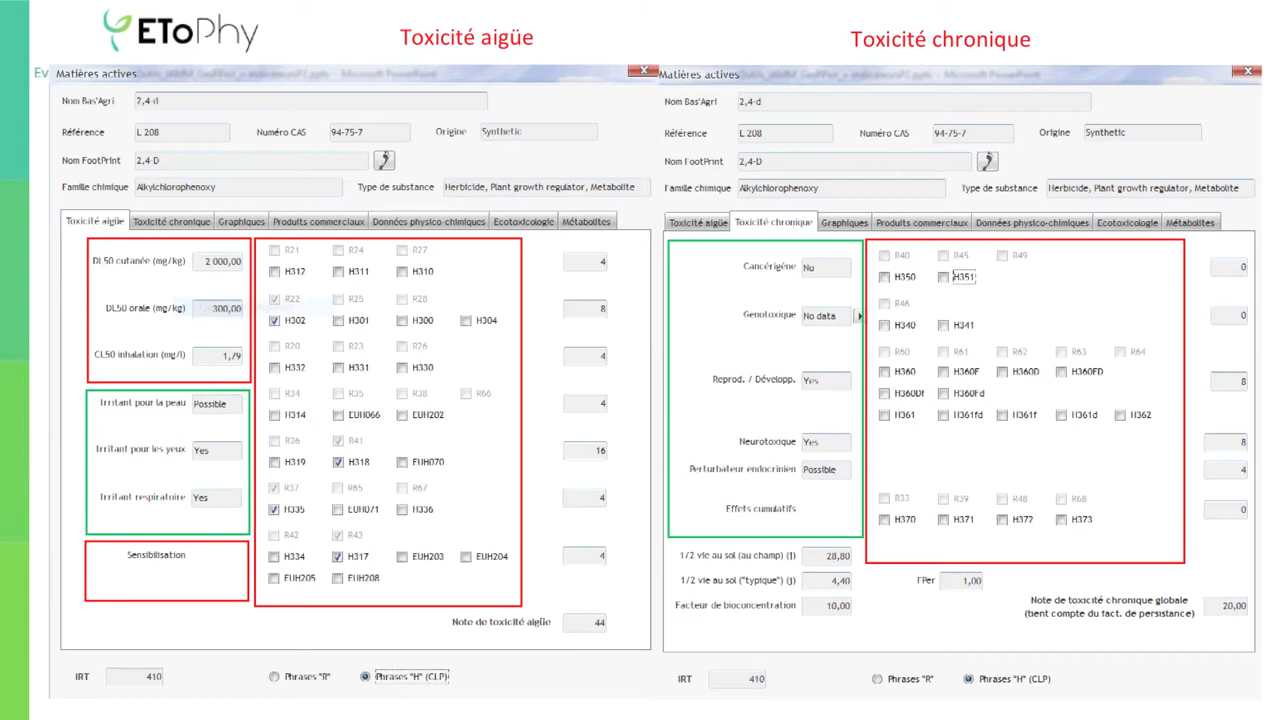 EToPhy
Toxicité aigüe
Toxicité chronique
Ev
Matières actives
Nom Bas'Agri 2,4-d
Référence L 208 Numéro CAS 94-75-7 Origine Synthetic
Nom FootPrint 2,4-D
Famille chimique Alkylchlorophenoxy Type de substance Herbicide, Plant growth regulator, Metabolite
Toxicité aigüe Toxicité chronique Graphiques Produits commerciaux Données physico-chimiques Ecotoxicologie Métabolites
R21 R24 R27
DL50 cutanée (mg/kg) 2 000,00 H312 H311 H310 4
R22 R25 R28
DL50 orale (mg/kg) 300,00 H302 H301 H300 H304 8
R20 R23 R26
CL50 inhalation (mg/l) 1,79 H332 H331 H330 4
R34 R35 R38 R66
Irritant pour la peau Possible H314 EUH066 EUH202 4
R36 R41
Irritant pour les yeux Yes H319 H318 EUH070 16
R37 R65 R67
Irritant respiratoire Yes H335 EUH071 H336 4
R42 R43
Sensibilisation H334 H317 EUH203 EUH204 4
EUH205 EUH208
Note de toxicité aigüe 44
IRT 410 Phrases "R" Phrases "H" (CLP)
Matières actives
Nom Bas'Agri 2,4-d
Référence L 208 Numéro CAS 94-75-7 Origine Synthetic
Nom FootPrint 2,4-D
Famille chimique Alkylchlorophenoxy Type de substance Herbicide, Plant growth regulator, Metabolite
Toxicité aigüe Toxicité chronique Graphiques Produits commerciaux Données physico-chimiques Ecotoxicologie Métabolites
R40 R45 R49
Cancérigène No H350 H351 0
R46
Genotoxique No data H340 H341 0
R60 R61 R62 R63 R64
H360 H360F H360D H360FD
Reprod. / Développ. Yes 8
H360Df H360Fd
H361 H361fd H361f H361d H362
Neurotoxique Yes 8
Perturbateur endocrinien Possible 4
R33 R39 R48 R68
Effets cumulatifs 0
H370 H371 H372 H373
1/2 vie au sol (au champ) (j) 28,80
1/2 vie au sol ("typique") (j) 4,40 FPer 1,00
Facteur de bioconcentration 10,00 Note de toxicité chronique globale
(tient compte du fact. de persistance) 20,00
IRT 410 Phrases "R" Phrases "H" (CLP)